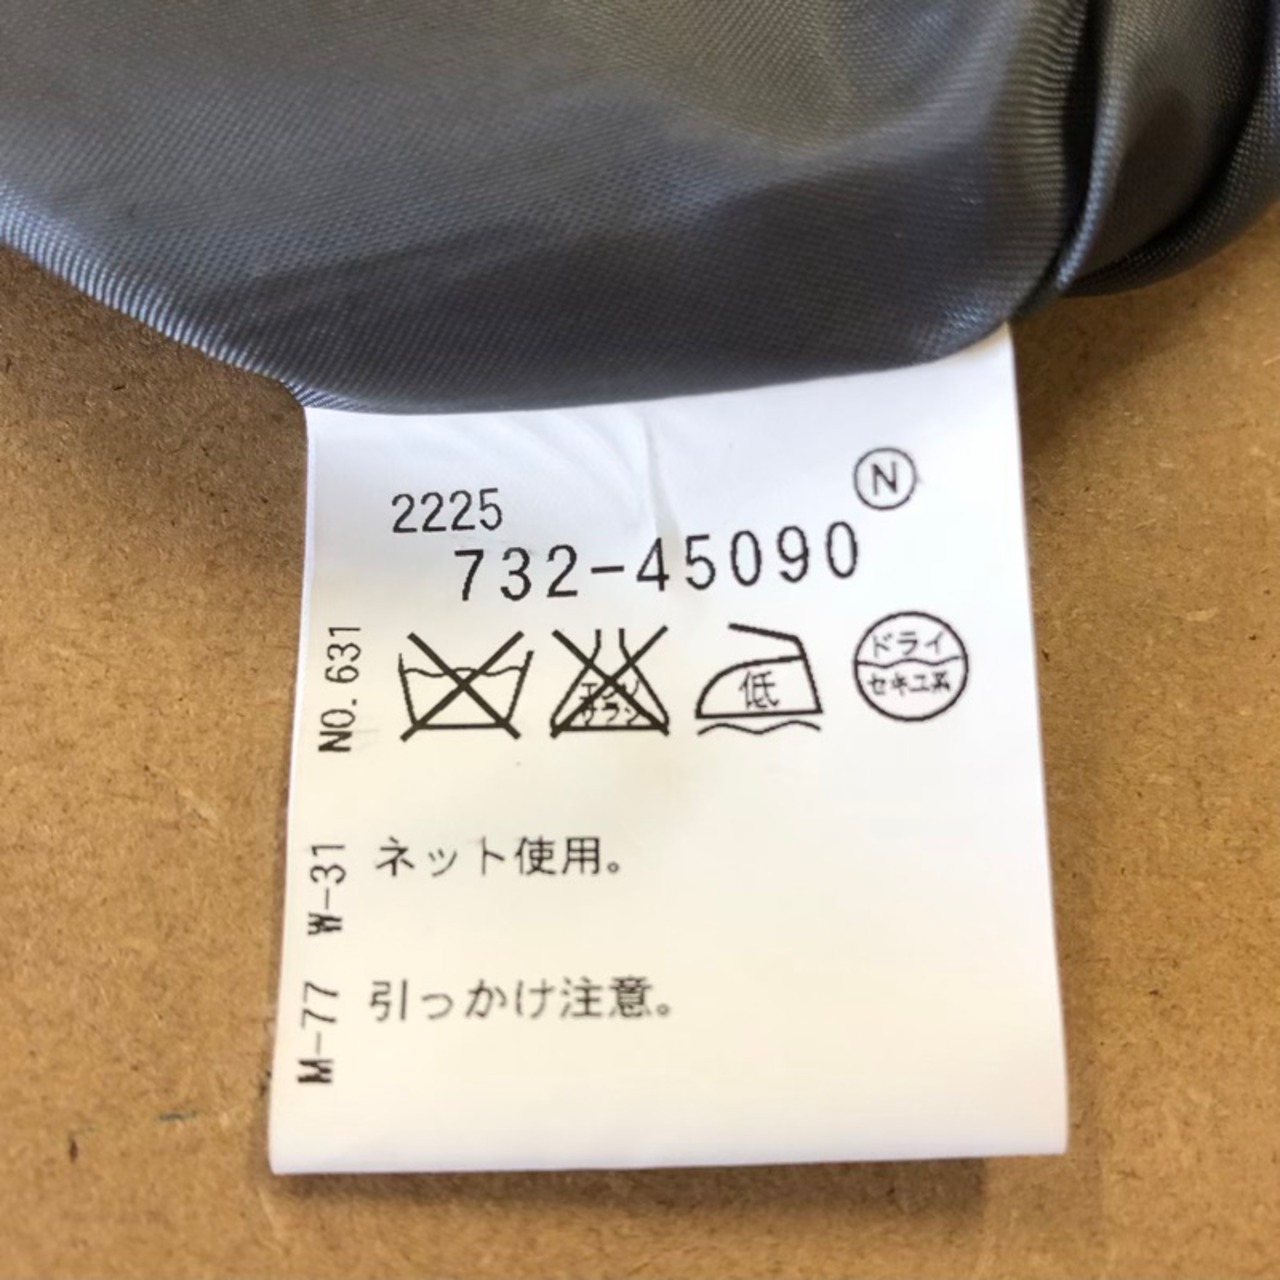 N
2225
732-45090
NO. 631
エンソ
サラシ
低
ドライ
セキユ系
W-31
ネット使用。
M-77
引っかけ注意。